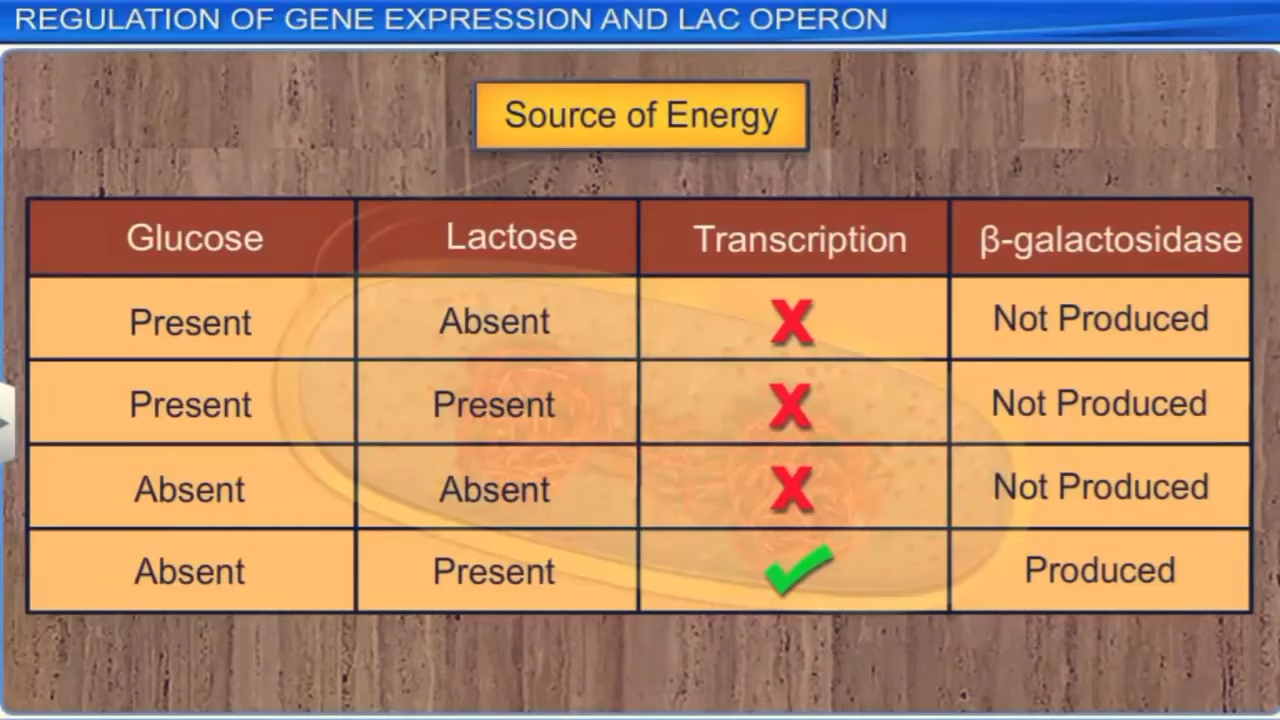 REGULATION OF GENE EXPRESSION AND LAC OPERON
Source of Energy
Glucose Lactose Transcription β-galactosidase
Present Absent X Not Produced
Present Present X Not Produced
Absent Absent X Not Produced
Absent Present ✓ Produced